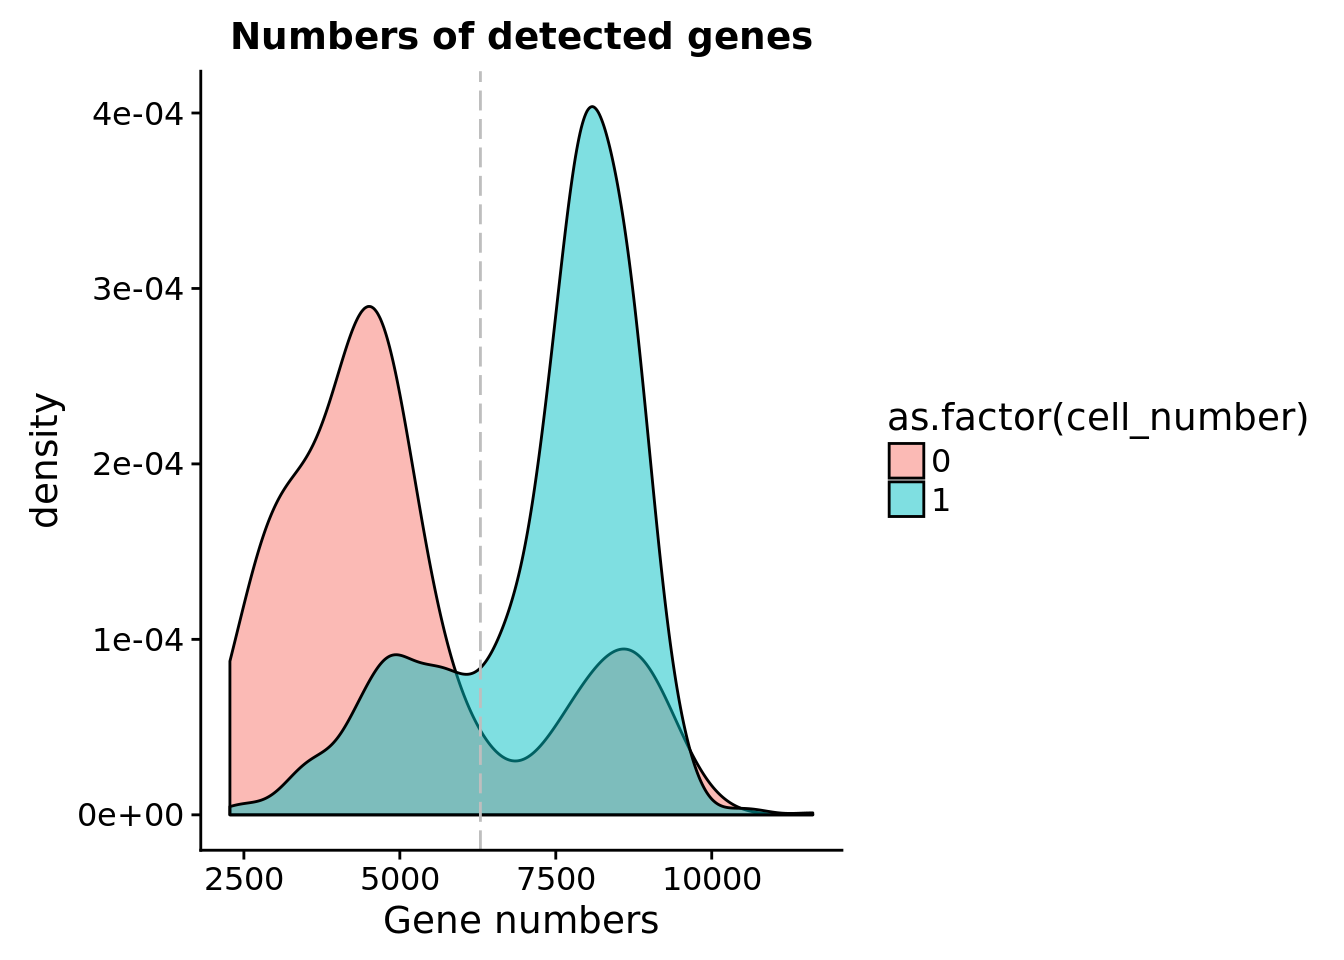 Numbers of detected genes
4e-04
3e-04
2e-04
1e-04
0e+00
density
2500 5000 7500 10000
Gene numbers
as.factor(cell_number)
0
1